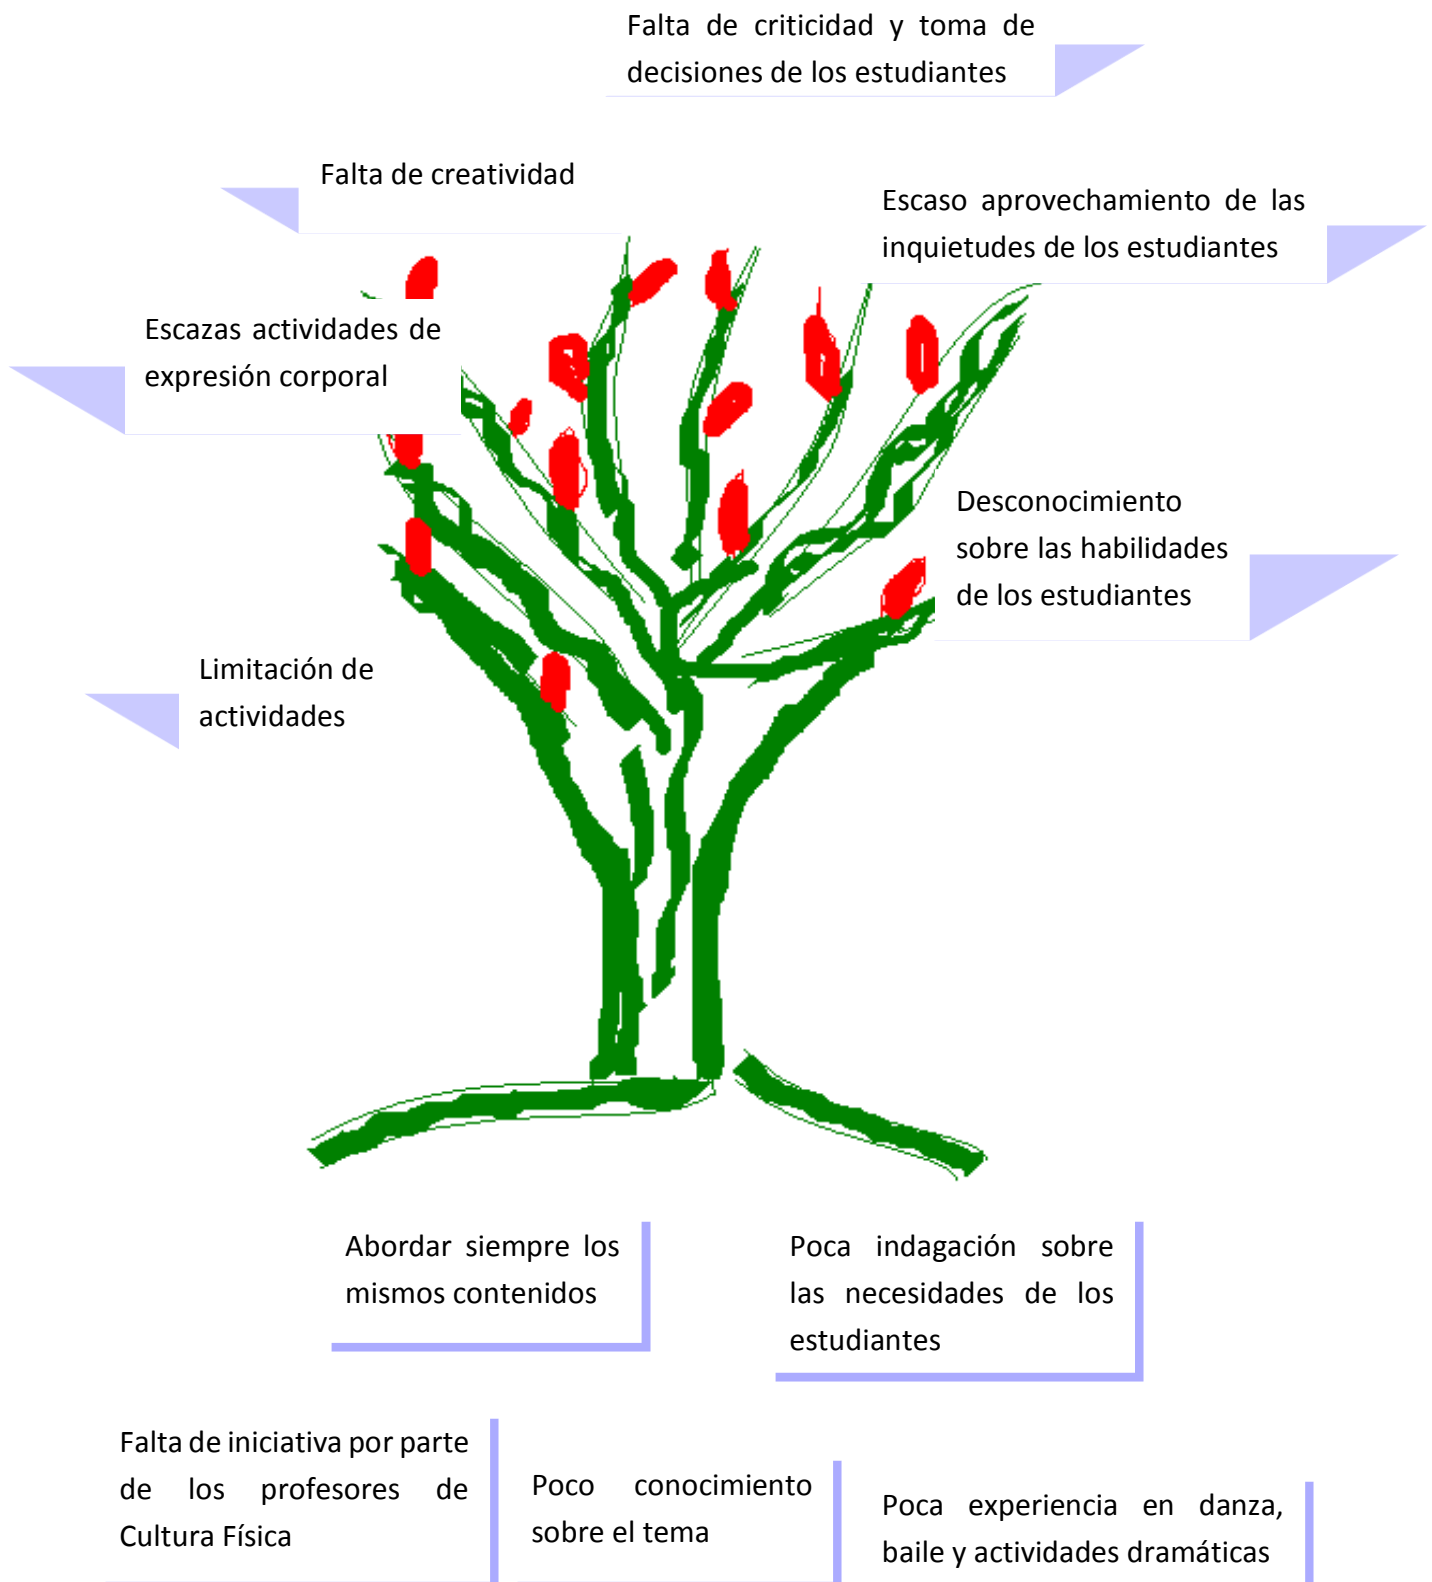 Falta de criticidad y toma de
decisiones de los estudiantes
Falta de creatividad
Escaso aprovechamiento de las
inquietudes de los estudiantes
Escazas actividades de
expresión corporal
Desconocimiento
sobre las habilidades
de los estudiantes
Limitación de
actividades
Abordar siempre los
mismos contenidos
Poca indagación sobre
las necesidades de los
estudiantes
Falta de iniciativa por parte
de los profesores de
Cultura Física
Poco conocimiento
sobre el tema
Poca experiencia en danza,
baile y actividades dramáticas